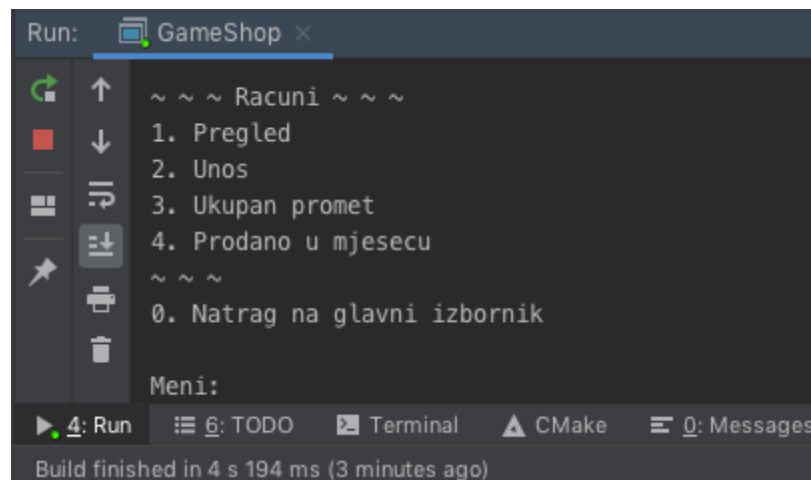 Run: GameShop
~ ~ ~ Racuni ~ ~ ~
1. Pregled
2. Unos
3. Ukupan promet
4. Prodano u mjesecu
~ ~ ~
0. Natrag na glavni izbornik
Meni:
4: Run 6: TODO Terminal CMake 0: Messages
Build finished in 4 s 194 ms (3 minutes ago)